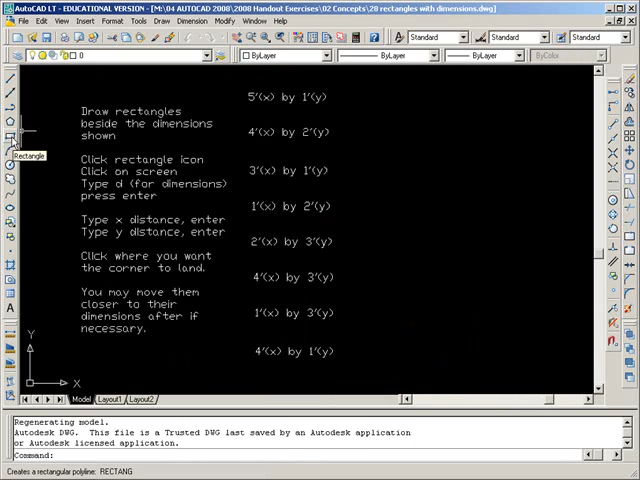 AutoCAD LT - EDUCATIONAL VERSION - [M:\04 AUTOCAD 2008\2008 Handout Exercises\02 Concepts\28 rectangles with dimensions.dwg]
File Edit View Insert Format Tools Draw Dimension Modify Window Help
Standard Standard Standard
0 ByLayer ByLayer ByLayer ByColor
Draw rectangles
beside the dimensions
shown
Click rectangle icon
Click on screen
Type d (for dimensions)
press enter
Type x distance, enter
Type y distance, enter
Click where you want
the corner to land.
You may move them
closer to their
dimensions after if
necessary.
5'(x) by 1'(y)
4'(x) by 2'(y)
3'(x) by 1'(y)
1'(x) by 2'(y)
2'(x) by 3'(y)
4'(x) by 3'(y)
1'(x) by 3'(y)
4'(x) by 1'(y)
Rectangle
A
Y
X
Model Layout1 Layout2
Regenerating model.
Autodesk DWG. This file is a Trusted DWG last saved by an Autodesk application
or Autodesk licensed application.
Command:
Creates a rectangular polyline: RECTANG